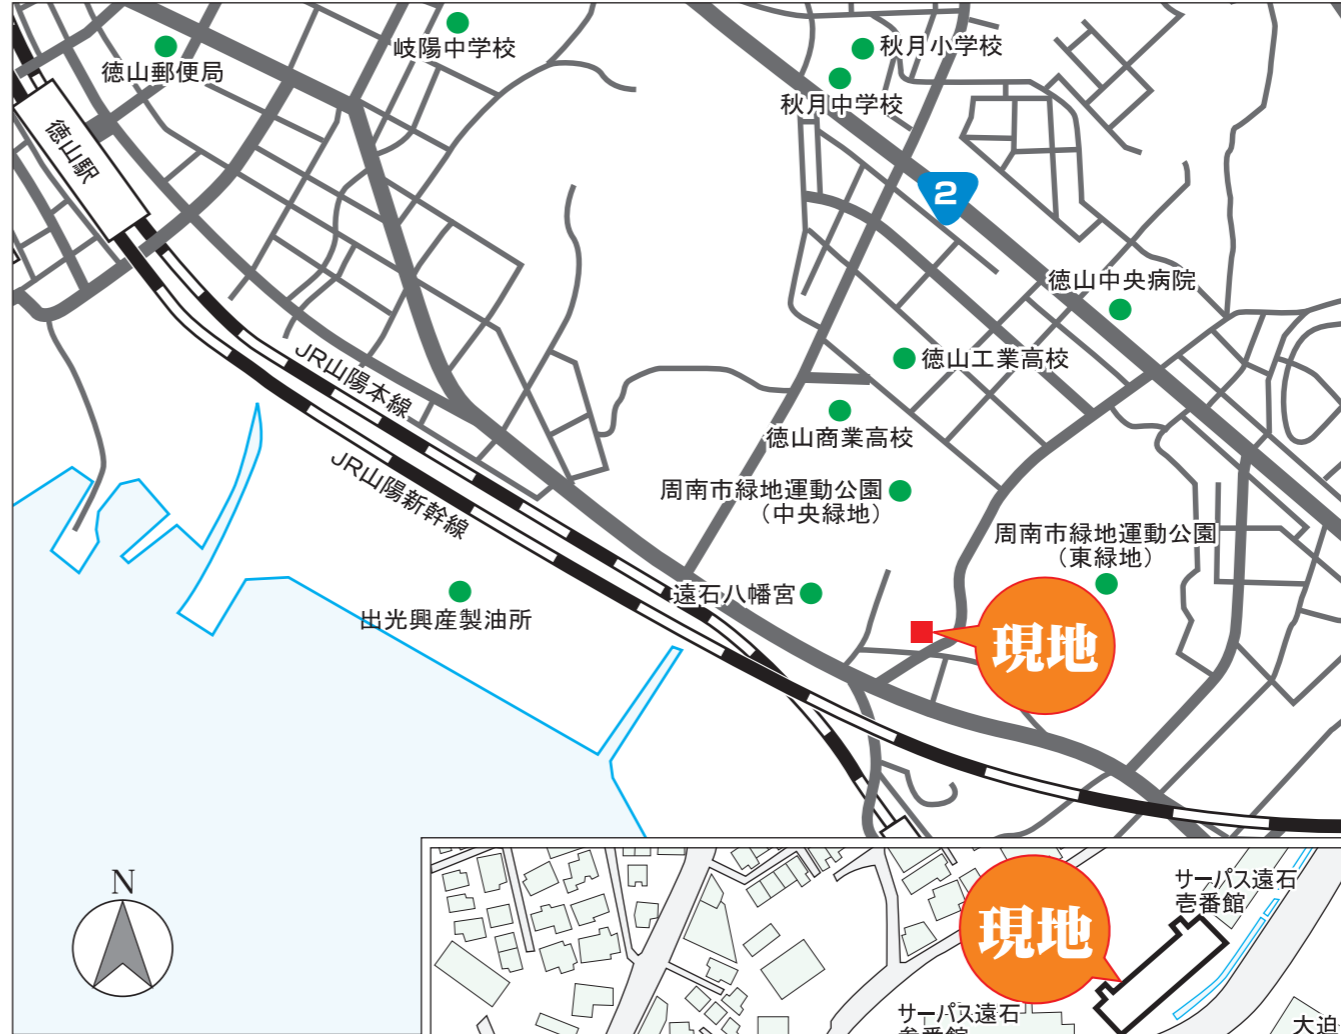 岐陽中学校
徳山郵便局
秋月小学校
秋月中学校
徳山駅
2
徳山中央病院
JR山陽本線
徳山工業高校
徳山商業高校
JR山陽新幹線
周南市緑地運動公園
（中央緑地）
周南市緑地運動公園
（東緑地）
遠石八幡宮
出光興産製油所
現地
N
サーパス遠石
壱番館
現地
サーパス遠石
大迫